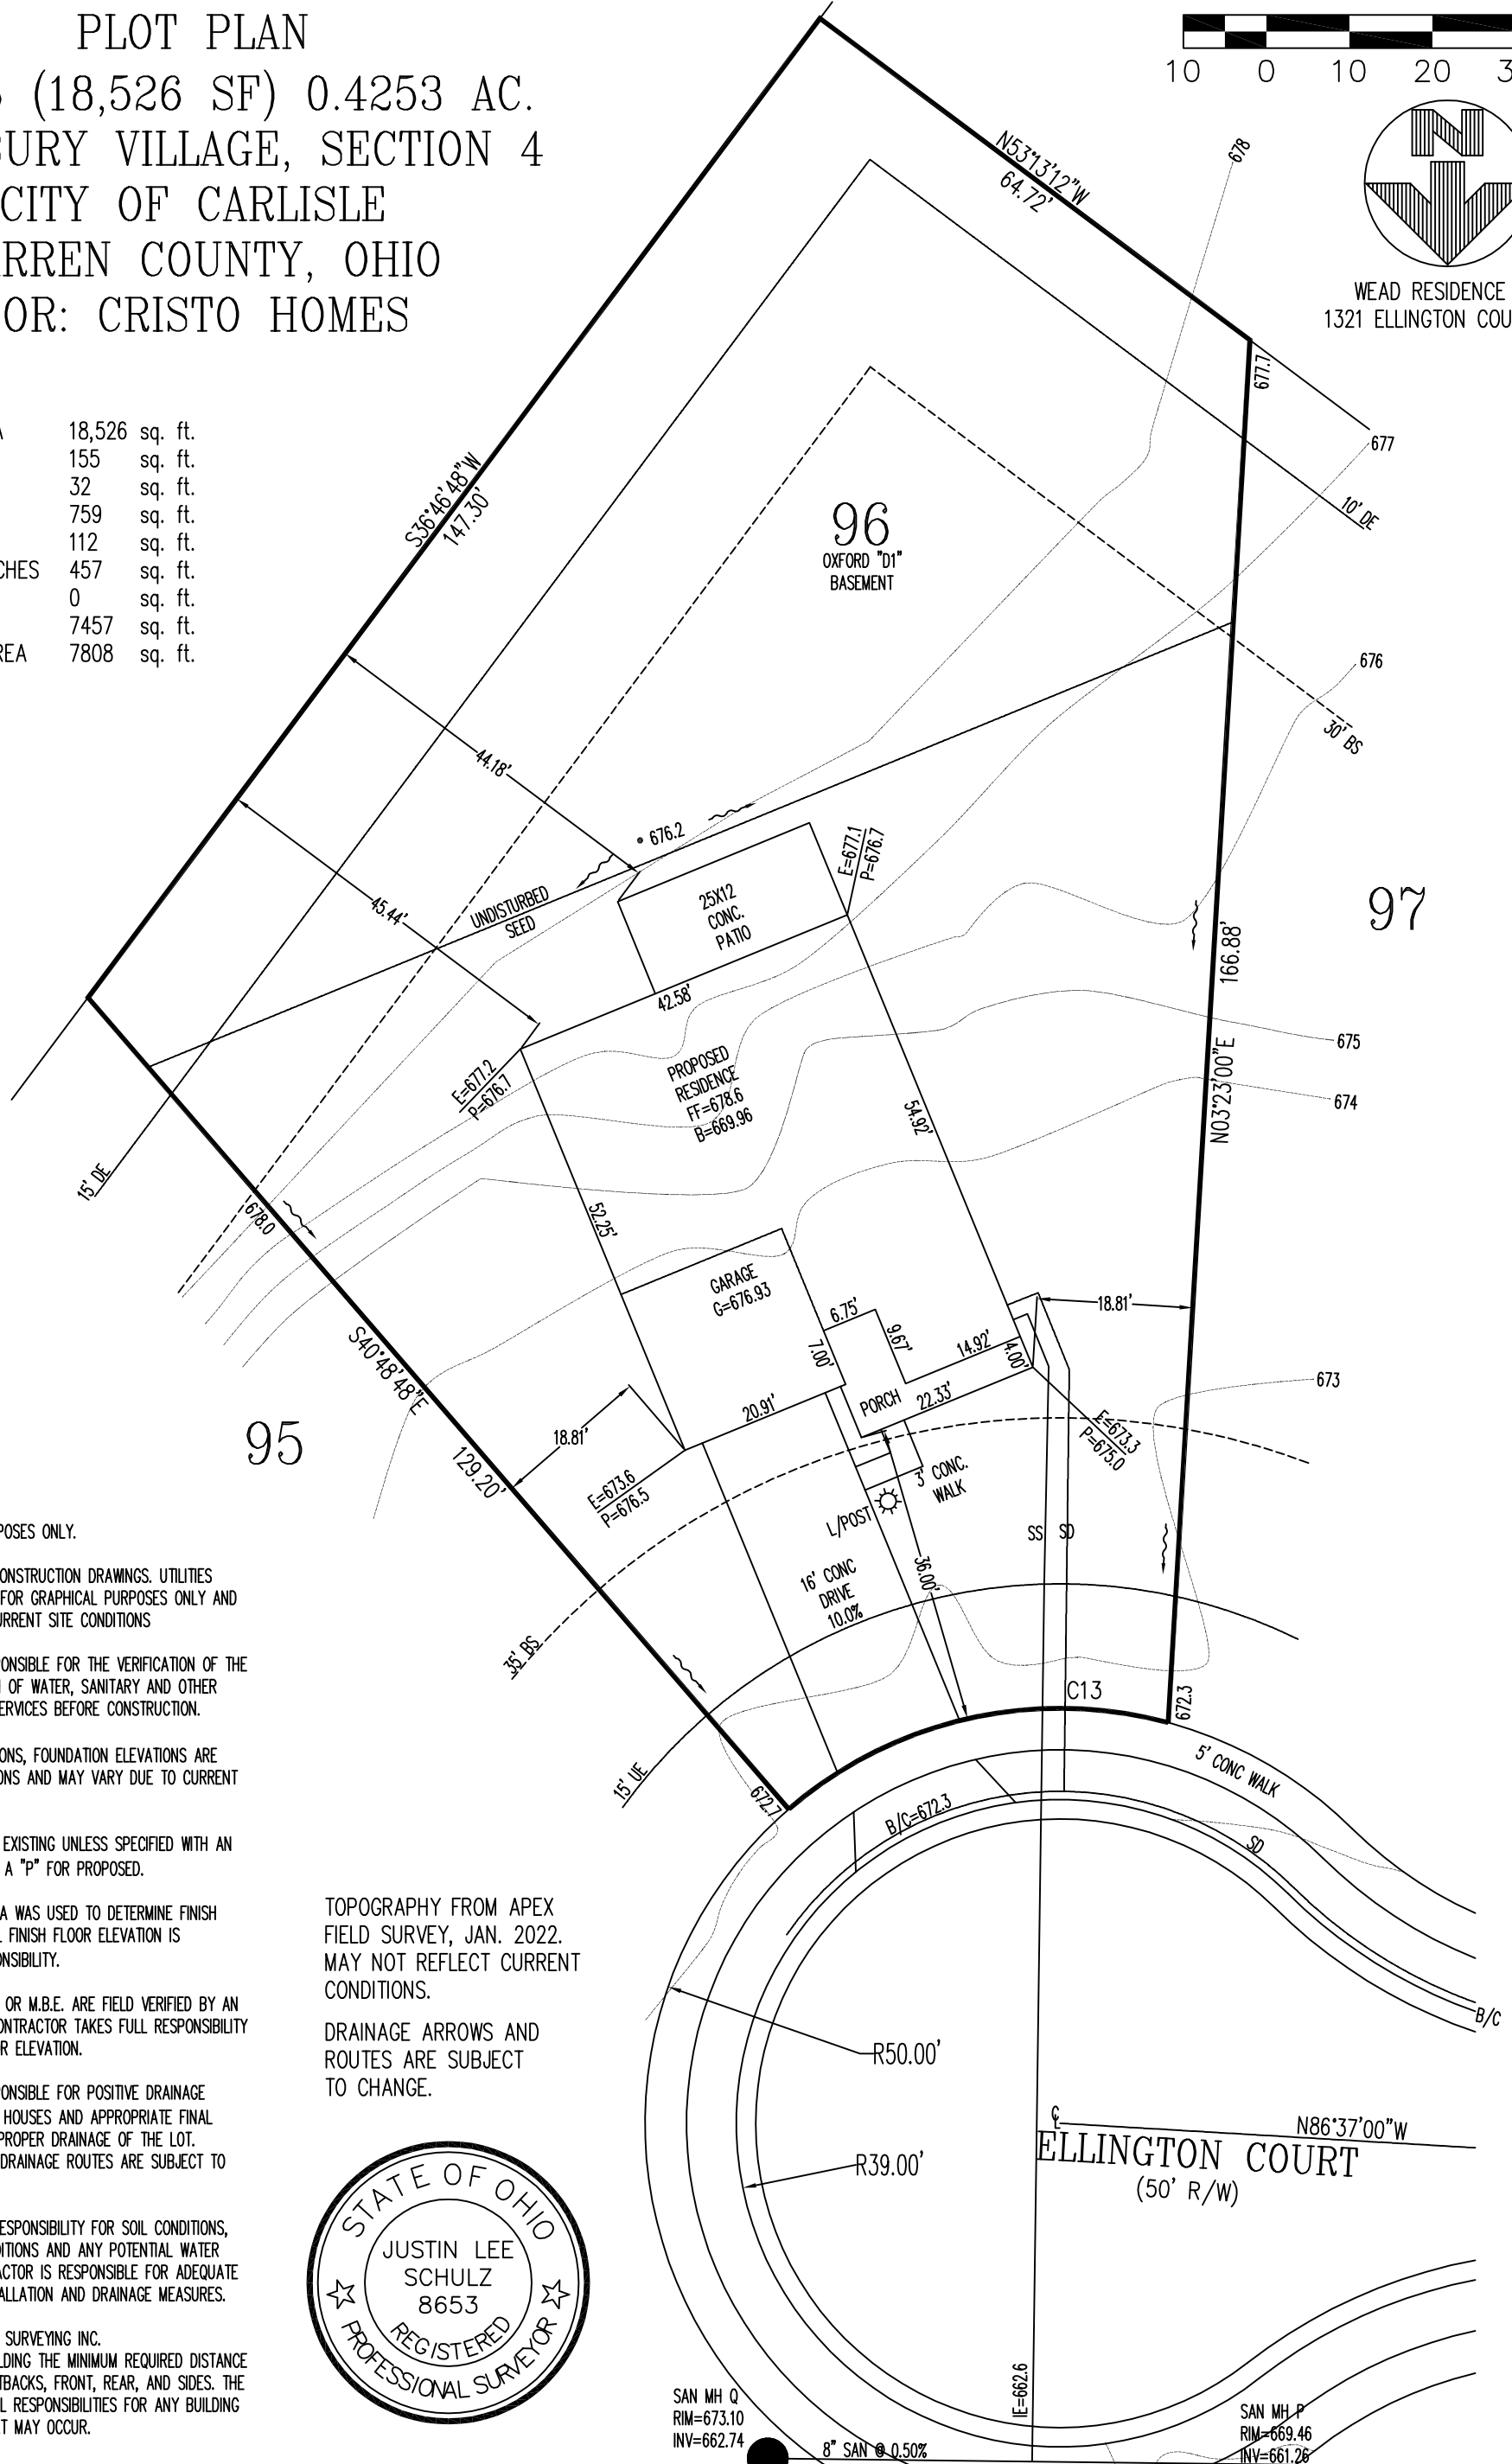 PLOT PLAN
(18,526 SF) 0.4253 AC.
BURY VILLAGE, SECTION 4
CITY OF CARLISLE
RREN COUNTY, OHIO
OR: CRISTO HOMES
A 18,526 sq. ft.
155 sq. ft.
32 sq. ft.
759 sq. ft.
112 sq. ft.
CHES 457 sq. ft.
0 sq. ft.
7457 sq. ft.
REA 7808 sq. ft.
10 0 10 20 3
N
WEAD RESIDENCE
1321 ELLINGTON COU
N53°13'12"W
64.72'
678
677.7
677
10' DE
676
30' BS
S36°46'48"W
147.30'
96
OXFORD "D1"
BASEMENT
44.18'
45.44'
676.2
UNDISTURBED
SEED
25X12
CONC.
PATIO
E=677.1
P=676.7
97
166.88'
N03°23'00"E
675
674
673
42.58'
E=677.2
P=676.7
PROPOSED
RESIDENCE
FF=678.6
B=669.96
54.92'
52.25'
15' DE
678.0
S40°48'48"E
129.20'
95
GARAGE
G=676.93
6.75'
9.67'
7.00'
14.92'
4.00'
18.81'
PORCH
22.33'
20.91'
18.81'
E=673.6
P=676.5
E=673.3
P=675.0
3' CONC.
WALK
L/POST
SS SD
36.00'
16' CONC
DRIVE
10.0%
35' BS
15' UE
C13
672.3
672.7
5' CONC WALK
B/C=672.3
SD
B/C
R50.00'
R39.00'
CL
N86°37'00"W
ELLINGTON COURT
(50' R/W)
IE=662.6
SAN MH Q
RIM=673.10
INV=662.74
8" SAN @ 0.50%
SAN MH P
RIM=669.46
INV=661.26
POSES ONLY.
ONSTRUCTION DRAWINGS. UTILITIES
FOR GRAPHICAL PURPOSES ONLY AND
URRENT SITE CONDITIONS
PONSIBLE FOR THE VERIFICATION OF THE
OF WATER, SANITARY AND OTHER
ERVICES BEFORE CONSTRUCTION.
ONS, FOUNDATION ELEVATIONS ARE
ONS AND MAY VARY DUE TO CURRENT
EXISTING UNLESS SPECIFIED WITH AN
A "P" FOR PROPOSED.
A WAS USED TO DETERMINE FINISH
FINISH FLOOR ELEVATION IS
ONSIBILITY.
OR M.B.E. ARE FIELD VERIFIED BY AN
ONTRACTOR TAKES FULL RESPONSIBILITY
R ELEVATION.
PONSIBLE FOR POSITIVE DRAINAGE
HOUSES AND APPROPRIATE FINAL
PROPER DRAINAGE OF THE LOT.
DRAINAGE ROUTES ARE SUBJECT TO
ESPONSIBILITY FOR SOIL CONDITIONS,
DITIONS AND ANY POTENTIAL WATER
ACTOR IS RESPONSIBLE FOR ADEQUATE
ALLATION AND DRAINAGE MEASURES.
SURVEYING INC.
LDING THE MINIMUM REQUIRED DISTANCE
TBACKS, FRONT, REAR, AND SIDES. THE
L RESPONSIBILITIES FOR ANY BUILDING
T MAY OCCUR.
TOPOGRAPHY FROM APEX
FIELD SURVEY, JAN. 2022.
MAY NOT REFLECT CURRENT
CONDITIONS.
DRAINAGE ARROWS AND
ROUTES ARE SUBJECT
TO CHANGE.
STATE OF OHIO
JUSTIN LEE
SCHULZ
8653
REGISTERED
PROFESSIONAL SURVEYOR